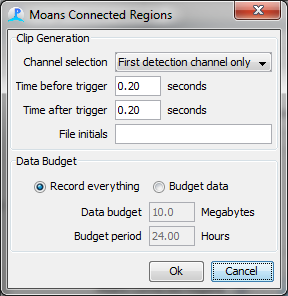 Moans Connected Regions
Clip Generation
Channel selection First detection channel only
Time before trigger 0.20 seconds
Time after trigger 0.20 seconds
File initials
Data Budget
Record everything Budget data
Data budget 10.0 Megabytes
Budget period 24.00 Hours
Ok Cancel